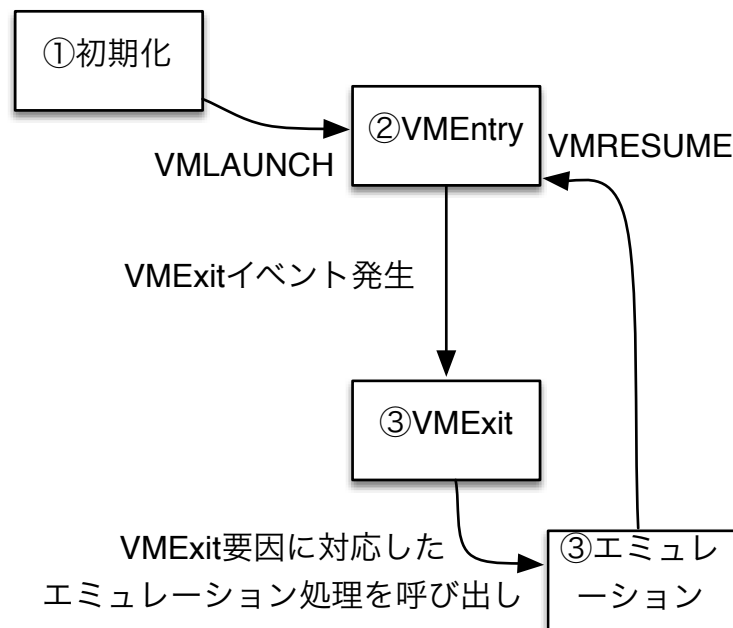 ①初期化
VMLAUNCH
②VMEntry
VMRESUME
VMExitイベント発生
③VMExit
VMExit要因に対応した
エミュレーション処理を呼び出し
③エミュレ
ーション